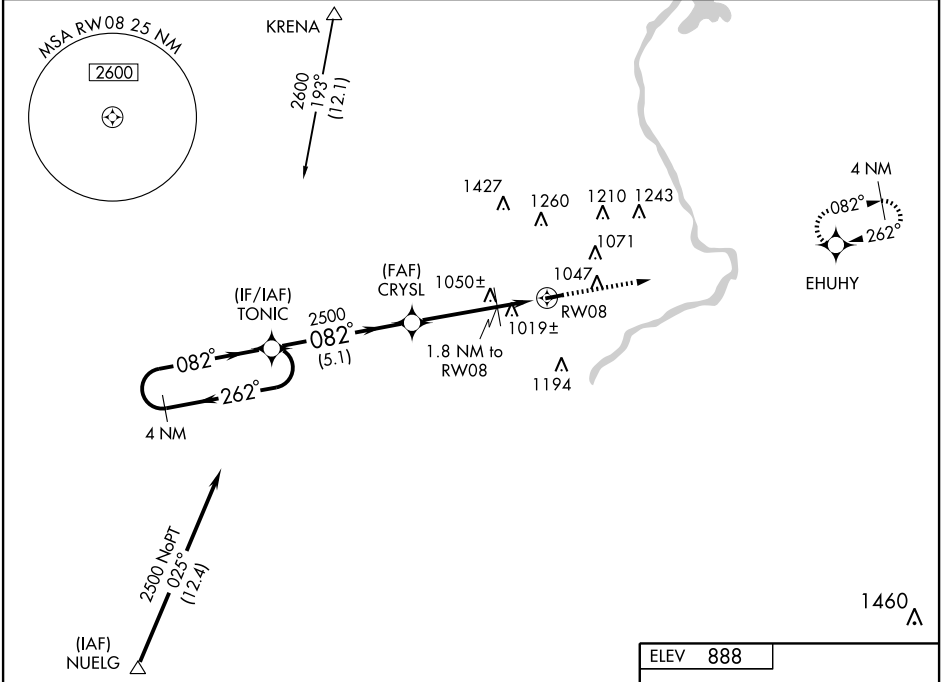 MSA RW08 25 NM
2600
KRENA
2600
193°
(12.1)
1427
1260
1210
1243
1071
1047
4 NM
082°
262°
EHUHY
(FAF)
CRYSL
1050±
RW08
1019±
1.8 NM to
RW08
1194
(IF/IAF)
TONIC
2500
082°
(5.1)
082°
262°
4 NM
2500 NoPT
025°
(12.4)
(IAF)
NUELG
1460
ELEV 888